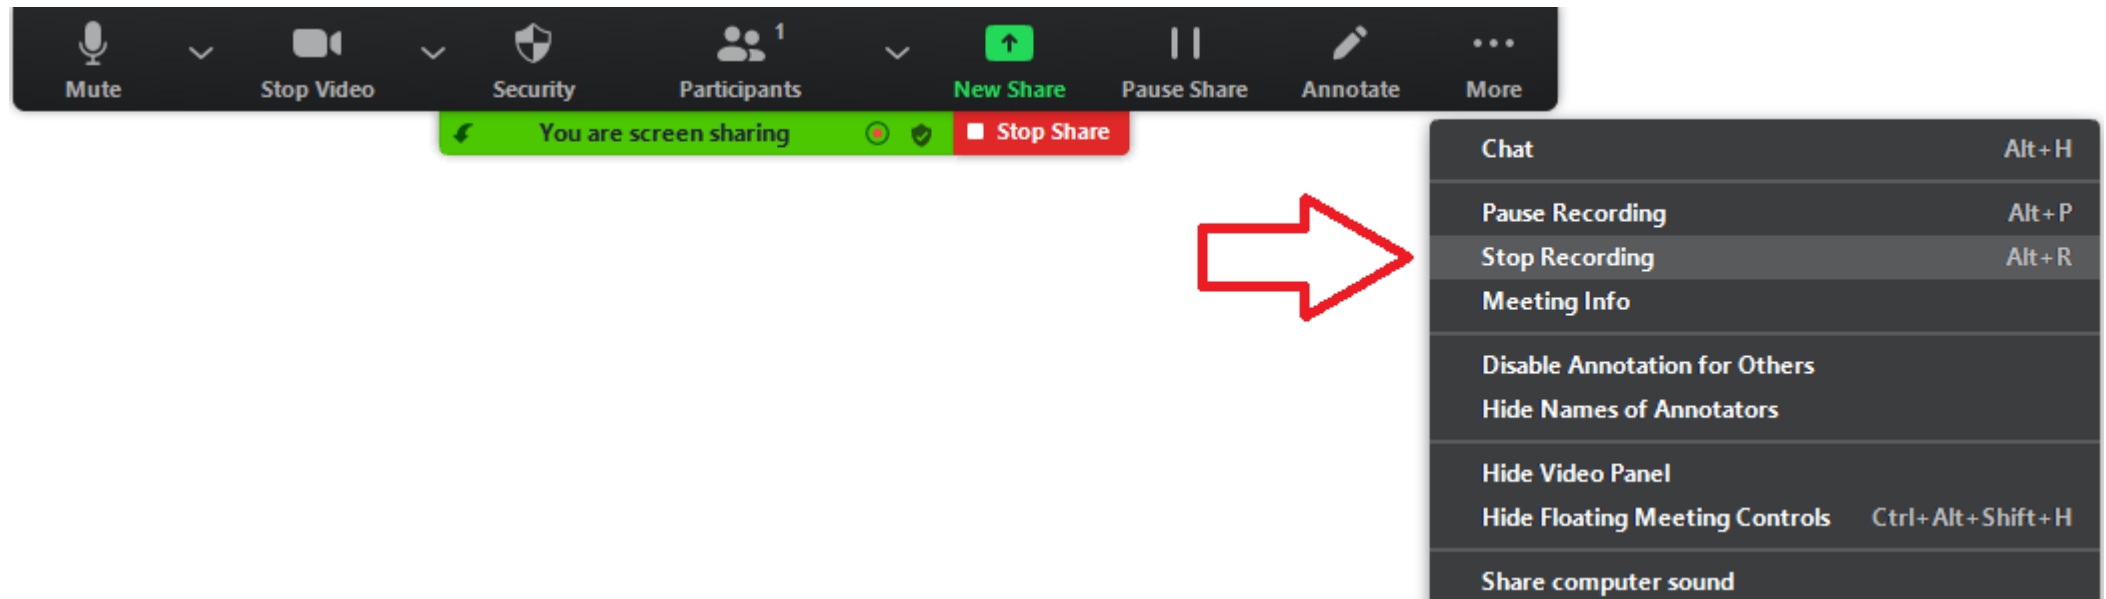 1
Mute Stop Video Security Participants New Share Pause Share Annotate More
You are screen sharing Stop Share
Chat Alt+H
Pause Recording Alt+P
Stop Recording Alt+R
Meeting Info
Disable Annotation for Others
Hide Names of Annotators
Hide Video Panel
Hide Floating Meeting Controls Ctrl+Alt+Shift+H
Share computer sound